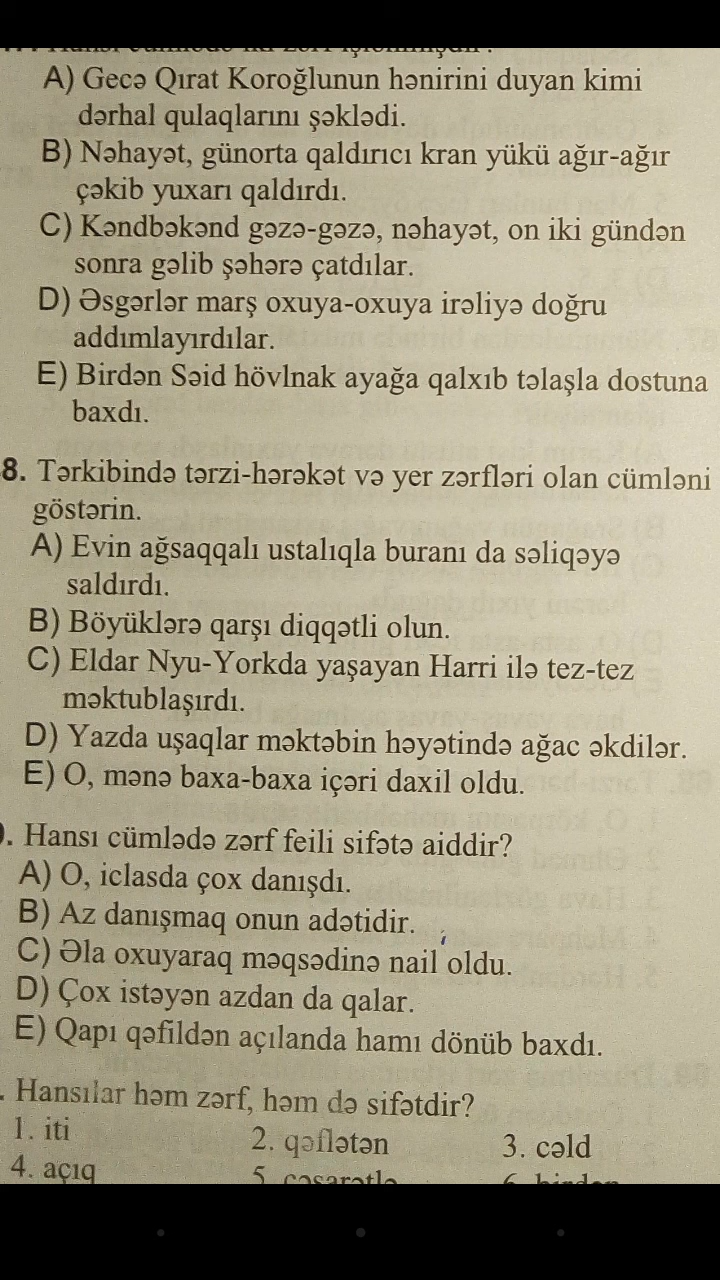 A) Gecə Qırat Koroğlunun hənirini duyan kimi
dərhal qulaqlarını şəklədi.
B) Nəhayət, günorta qaldırıcı kran yükü ağır-ağır
çəkib yuxarı qaldırdı.
C) Kəndbəkənd gəzə-gəzə, nəhayət, on iki gündən
sonra gəlib şəhərə çatdılar.
D) Əsgərlər marş oxuya-oxuya irəliyə doğru
addımlayırdılar.
E) Birdən Səid hövlnak ayağa qalxıb təlaşla dostuna
baxdı.
8. Tərkibində tərzi-hərəkət və yer zərfləri olan cümləni
göstərin.
A) Evin ağsaqqalı ustalıqla buranı da səliqəyə
saldırdı.
B) Böyüklərə qarşı diqqətli olun.
C) Eldar Nyu-Yorkda yaşayan Harri ilə tez-tez
məktublaşırdı.
D) Yazda uşaqlar məktəbin həyətində ağac əkdilər.
E) O, mənə baxa-baxa içəri daxil oldu.
. Hansı cümlədə zərf feili sifətə aiddir?
A) O, iclasda çox danışdı.
B) Az danışmaq onun adətidir.
C) Əla oxuyaraq məqsədinə nail oldu.
D) Çox istəyən azdan da qalar.
E) Qapı qəfildən açılanda hamı dönüb baxdı.
. Hansılar həm zərf, həm də sifətdir?
1. iti 2. qəflətən 3. cəld
4. açıq 5